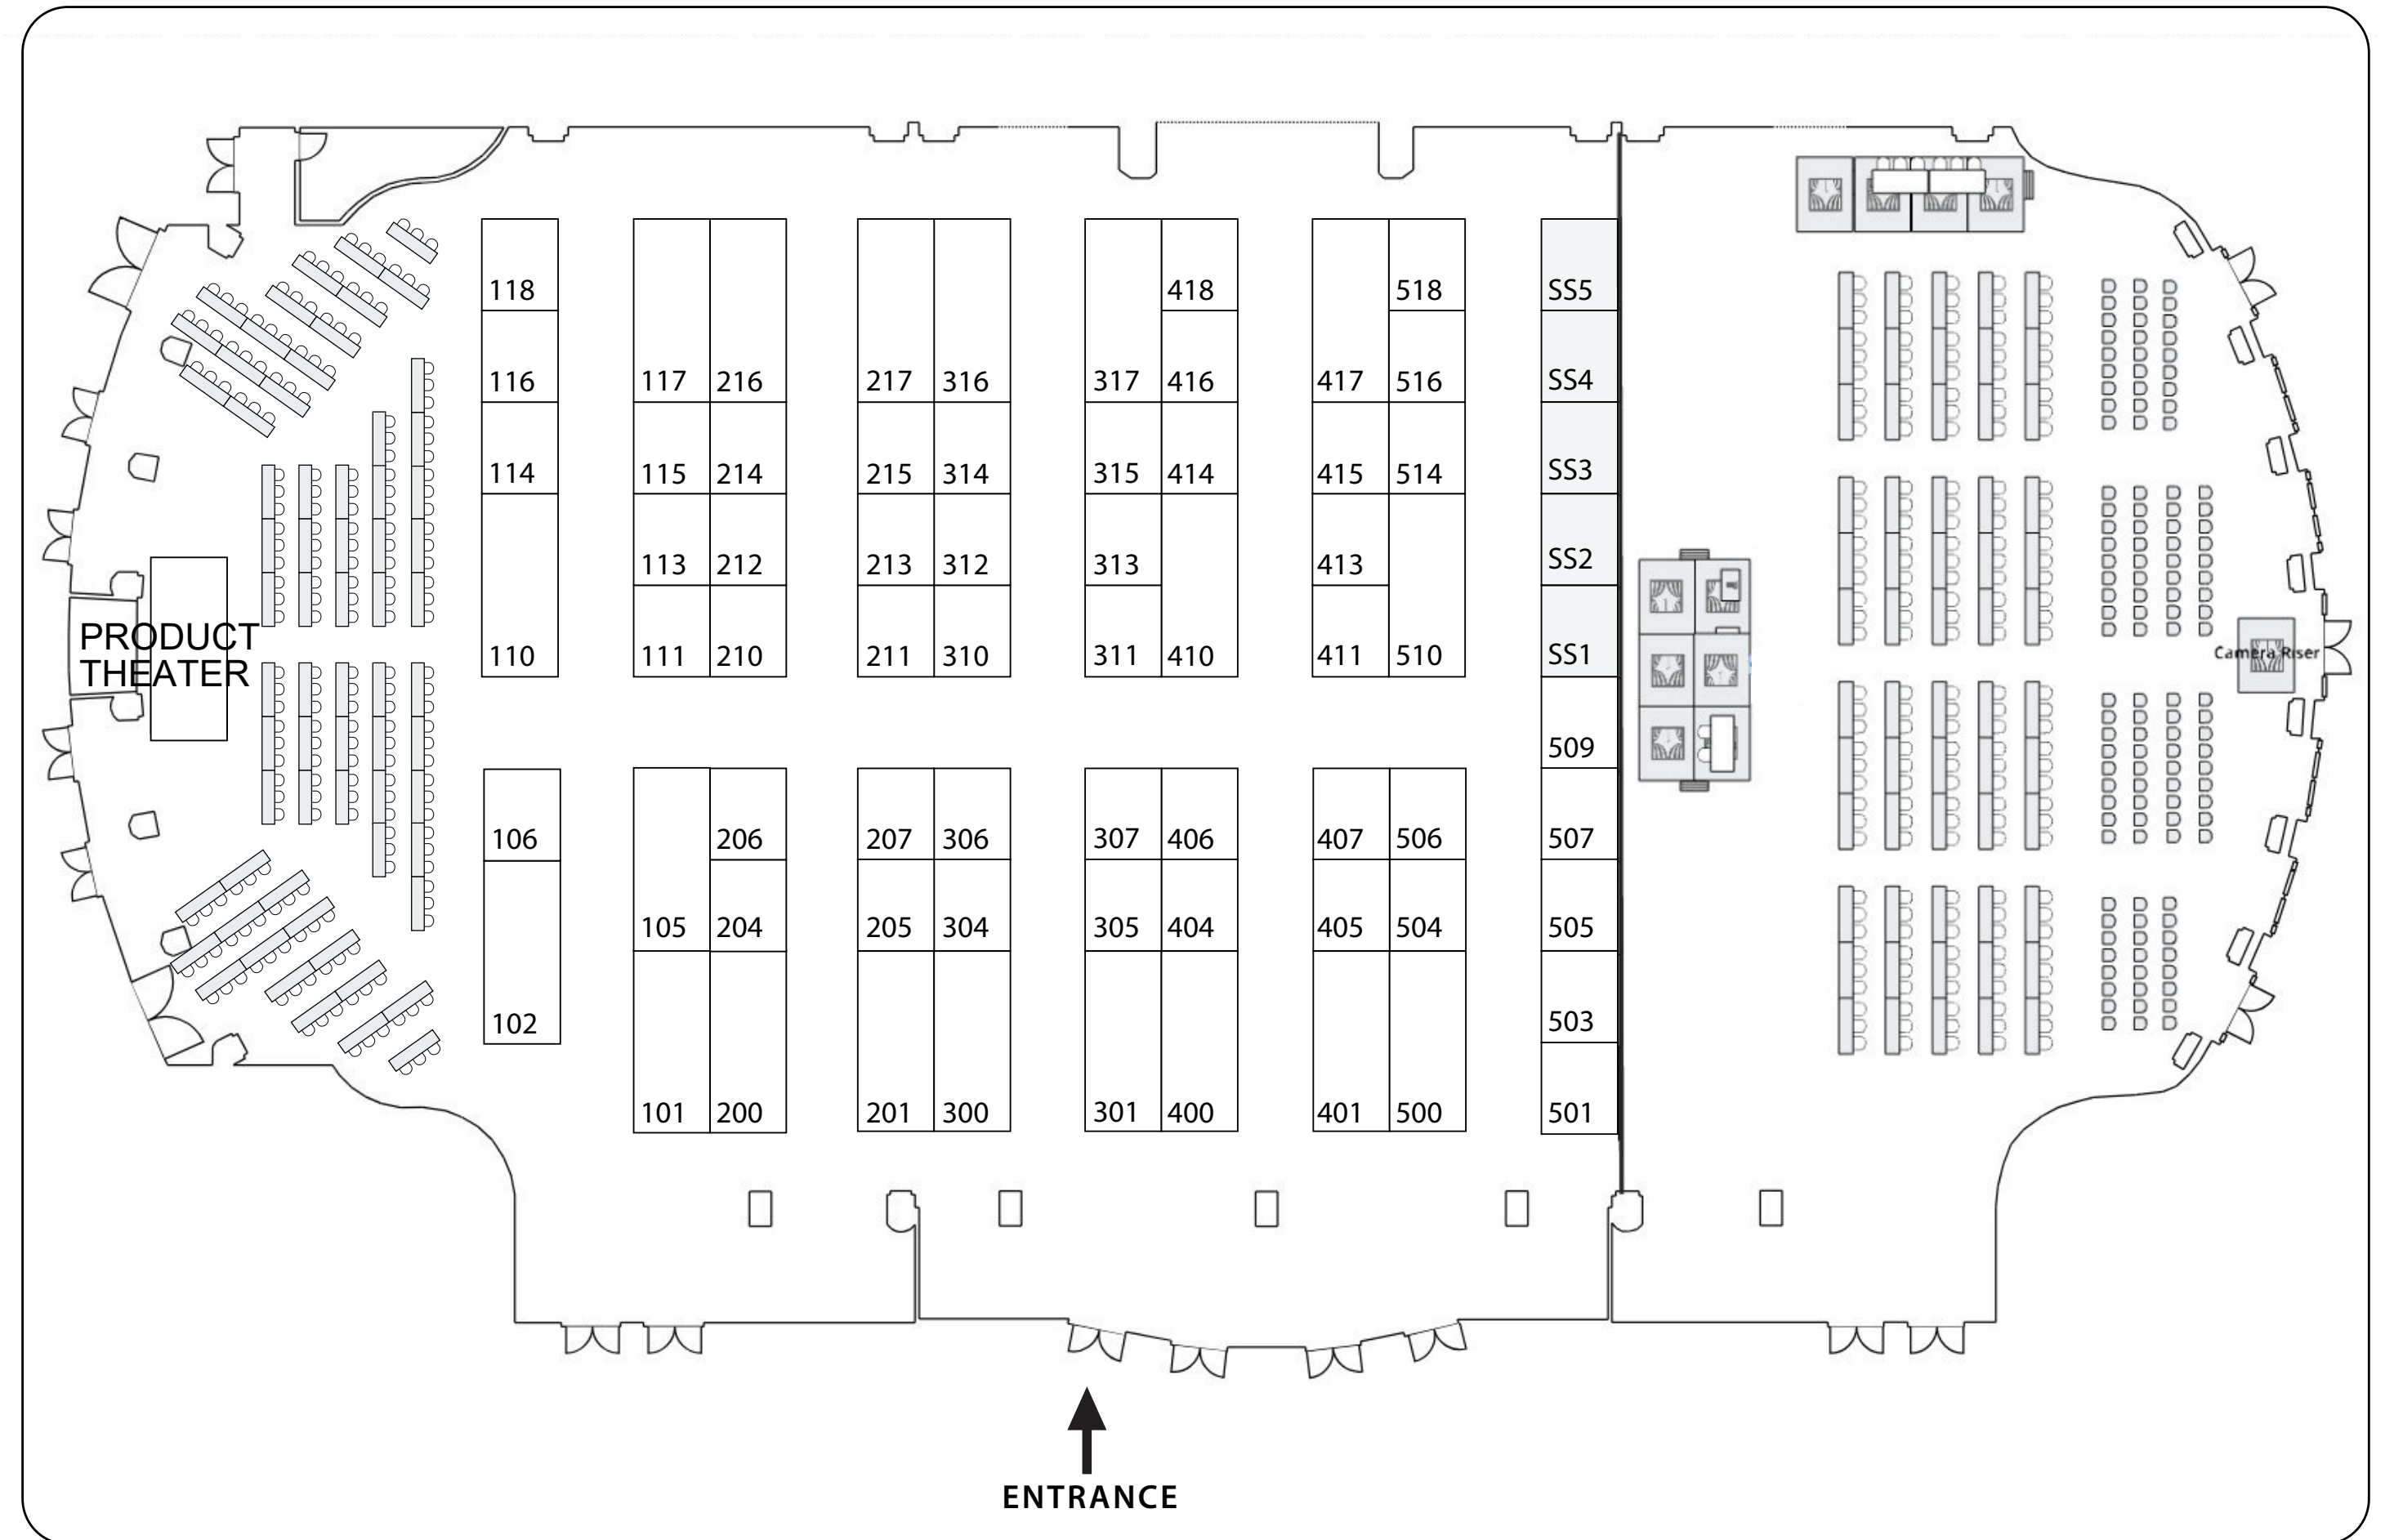 118 418 518 SS5
116 117 216 217 316 317 416 417 516 SS4
114 115 214 215 314 315 414 415 514 SS3
113 212 213 312 313 413 SS2
110 111 210 211 310 311 410 411 510 SS1
PRODUCT
THEATER
Camera Riser
509
106 206 207 306 307 406 407 506 507
105 204 205 304 305 404 405 504 505
102 503
101 200 201 300 301 400 401 500 501
ENTRANCE